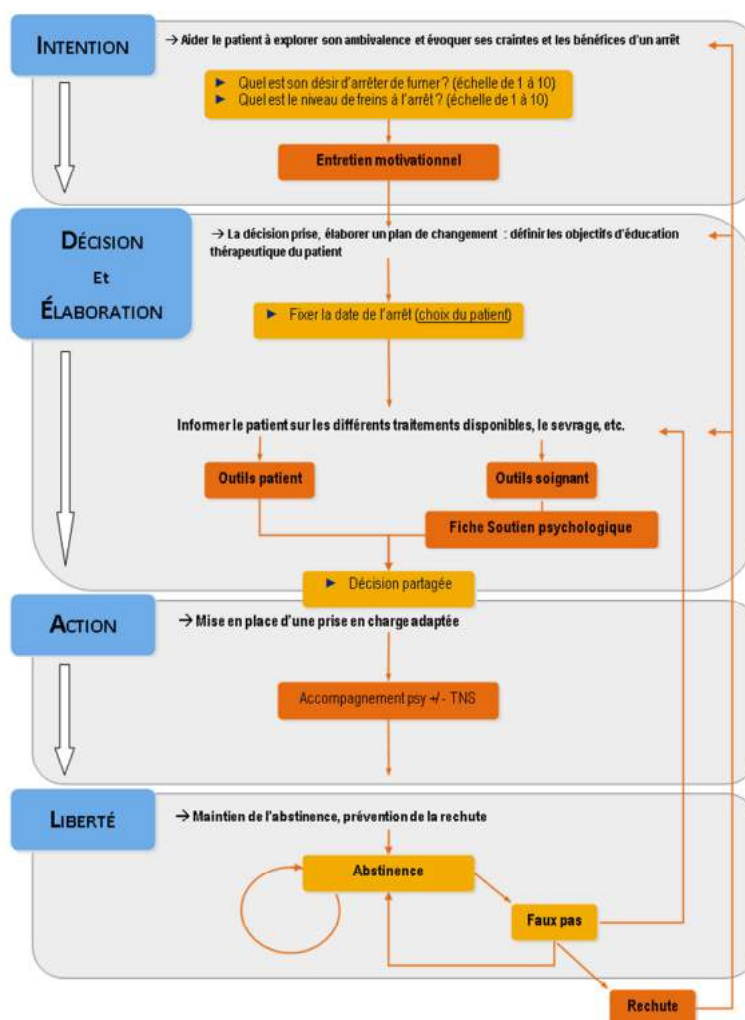 INTENTION
→ Aider le patient à explorer son ambivalence et évoquer ses craintes et les bénéfices d'un arrêt
► Quel est son désir d'arrêter de fumer ? (échelle de 1 à 10)
► Quel est le niveau de freins à l'arrêt ? (échelle de 1 à 10)
Entretien motivationnel
DÉCISION
Et
ÉLABORATION
→ La décision prise, élaborer un plan de changement : définir les objectifs d'éducation
thérapeutique du patient
► Fixer la date de l'arrêt (choix du patient)
Informer le patient sur les différents traitements disponibles, le sevrage, etc.
Outils patient
Outils soignant
Fiche Soutien psychologique
► Décision partagée
ACTION
→ Mise en place d'une prise en charge adaptée
Accompagnement psy +/- TNS
LIBERTÉ
→ Maintien de l'abstinence, prévention de la rechute
Abstinence
Faux pas
Rechute